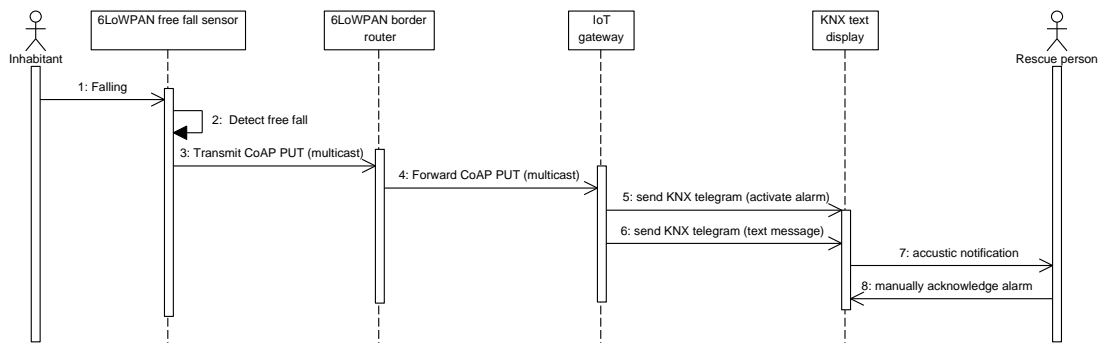 6LoWPAN free fall sensor
6LoWPAN border
router
IoT
gateway
KNX text
display
Inhabitant
Rescue person
1: Falling
2: Detect free fall
3: Transmit CoAP PUT (multicast)
4: Forward CoAP PUT (multicast)
5: send KNX telegram (activate alarm)
6: send KNX telegram (text message)
7: accustic notification
8: manually acknowledge alarm